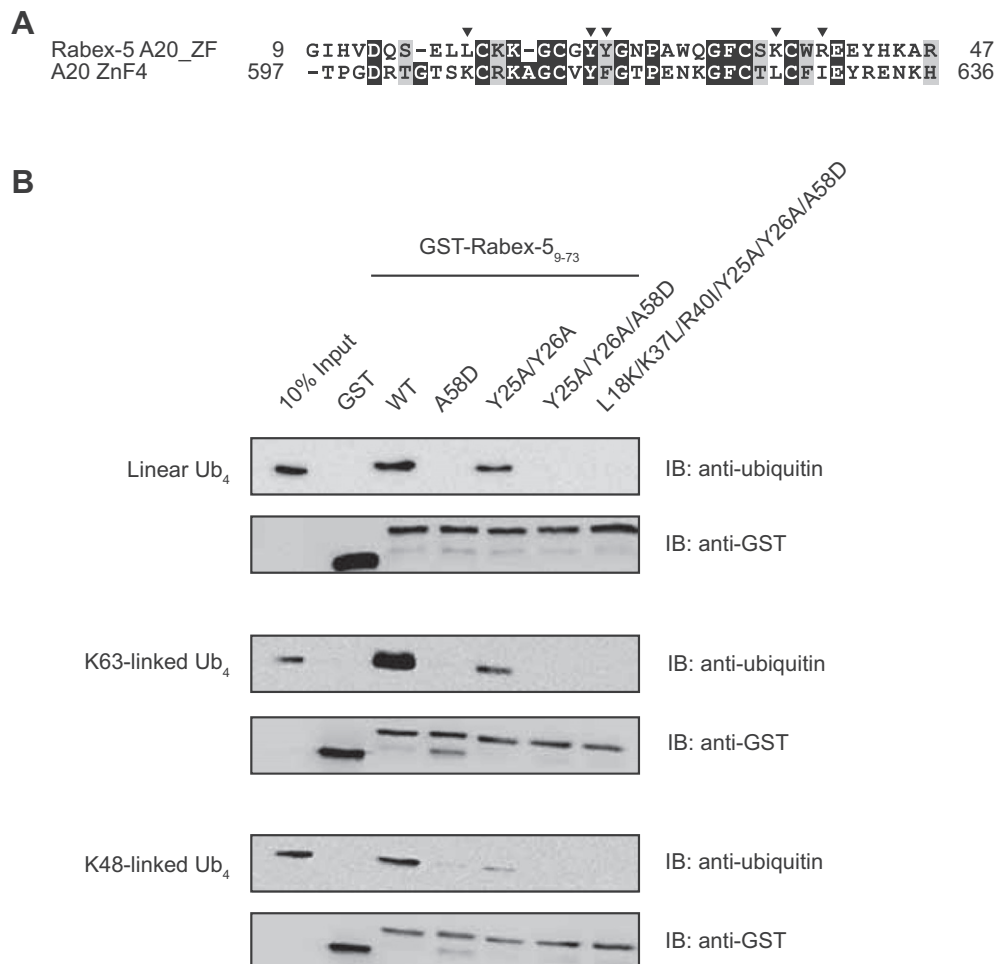 A
Rabex-5 A20_ZF 9 GIHVDQS-ELLCKK-GCGYYGNPAWQGFCSKCWREEYHKAR 47
A20 ZnF4 597 -TPGDRTGTSKCRKAGCVYFGTPENKGFCTLCFIEYRENKH 636
B
GST-Rabex-5₉₋₇₃
10% Input
GST
WT
A58D
Y25A/Y26A
Y25A/Y26A/A58D
L18K/K37L/R40I/Y25A/Y26A/A58D
Linear Ub₄ IB: anti-ubiquitin
IB: anti-GST
K63-linked Ub₄ IB: anti-ubiquitin
IB: anti-GST
K48-linked Ub₄ IB: anti-ubiquitin
IB: anti-GST